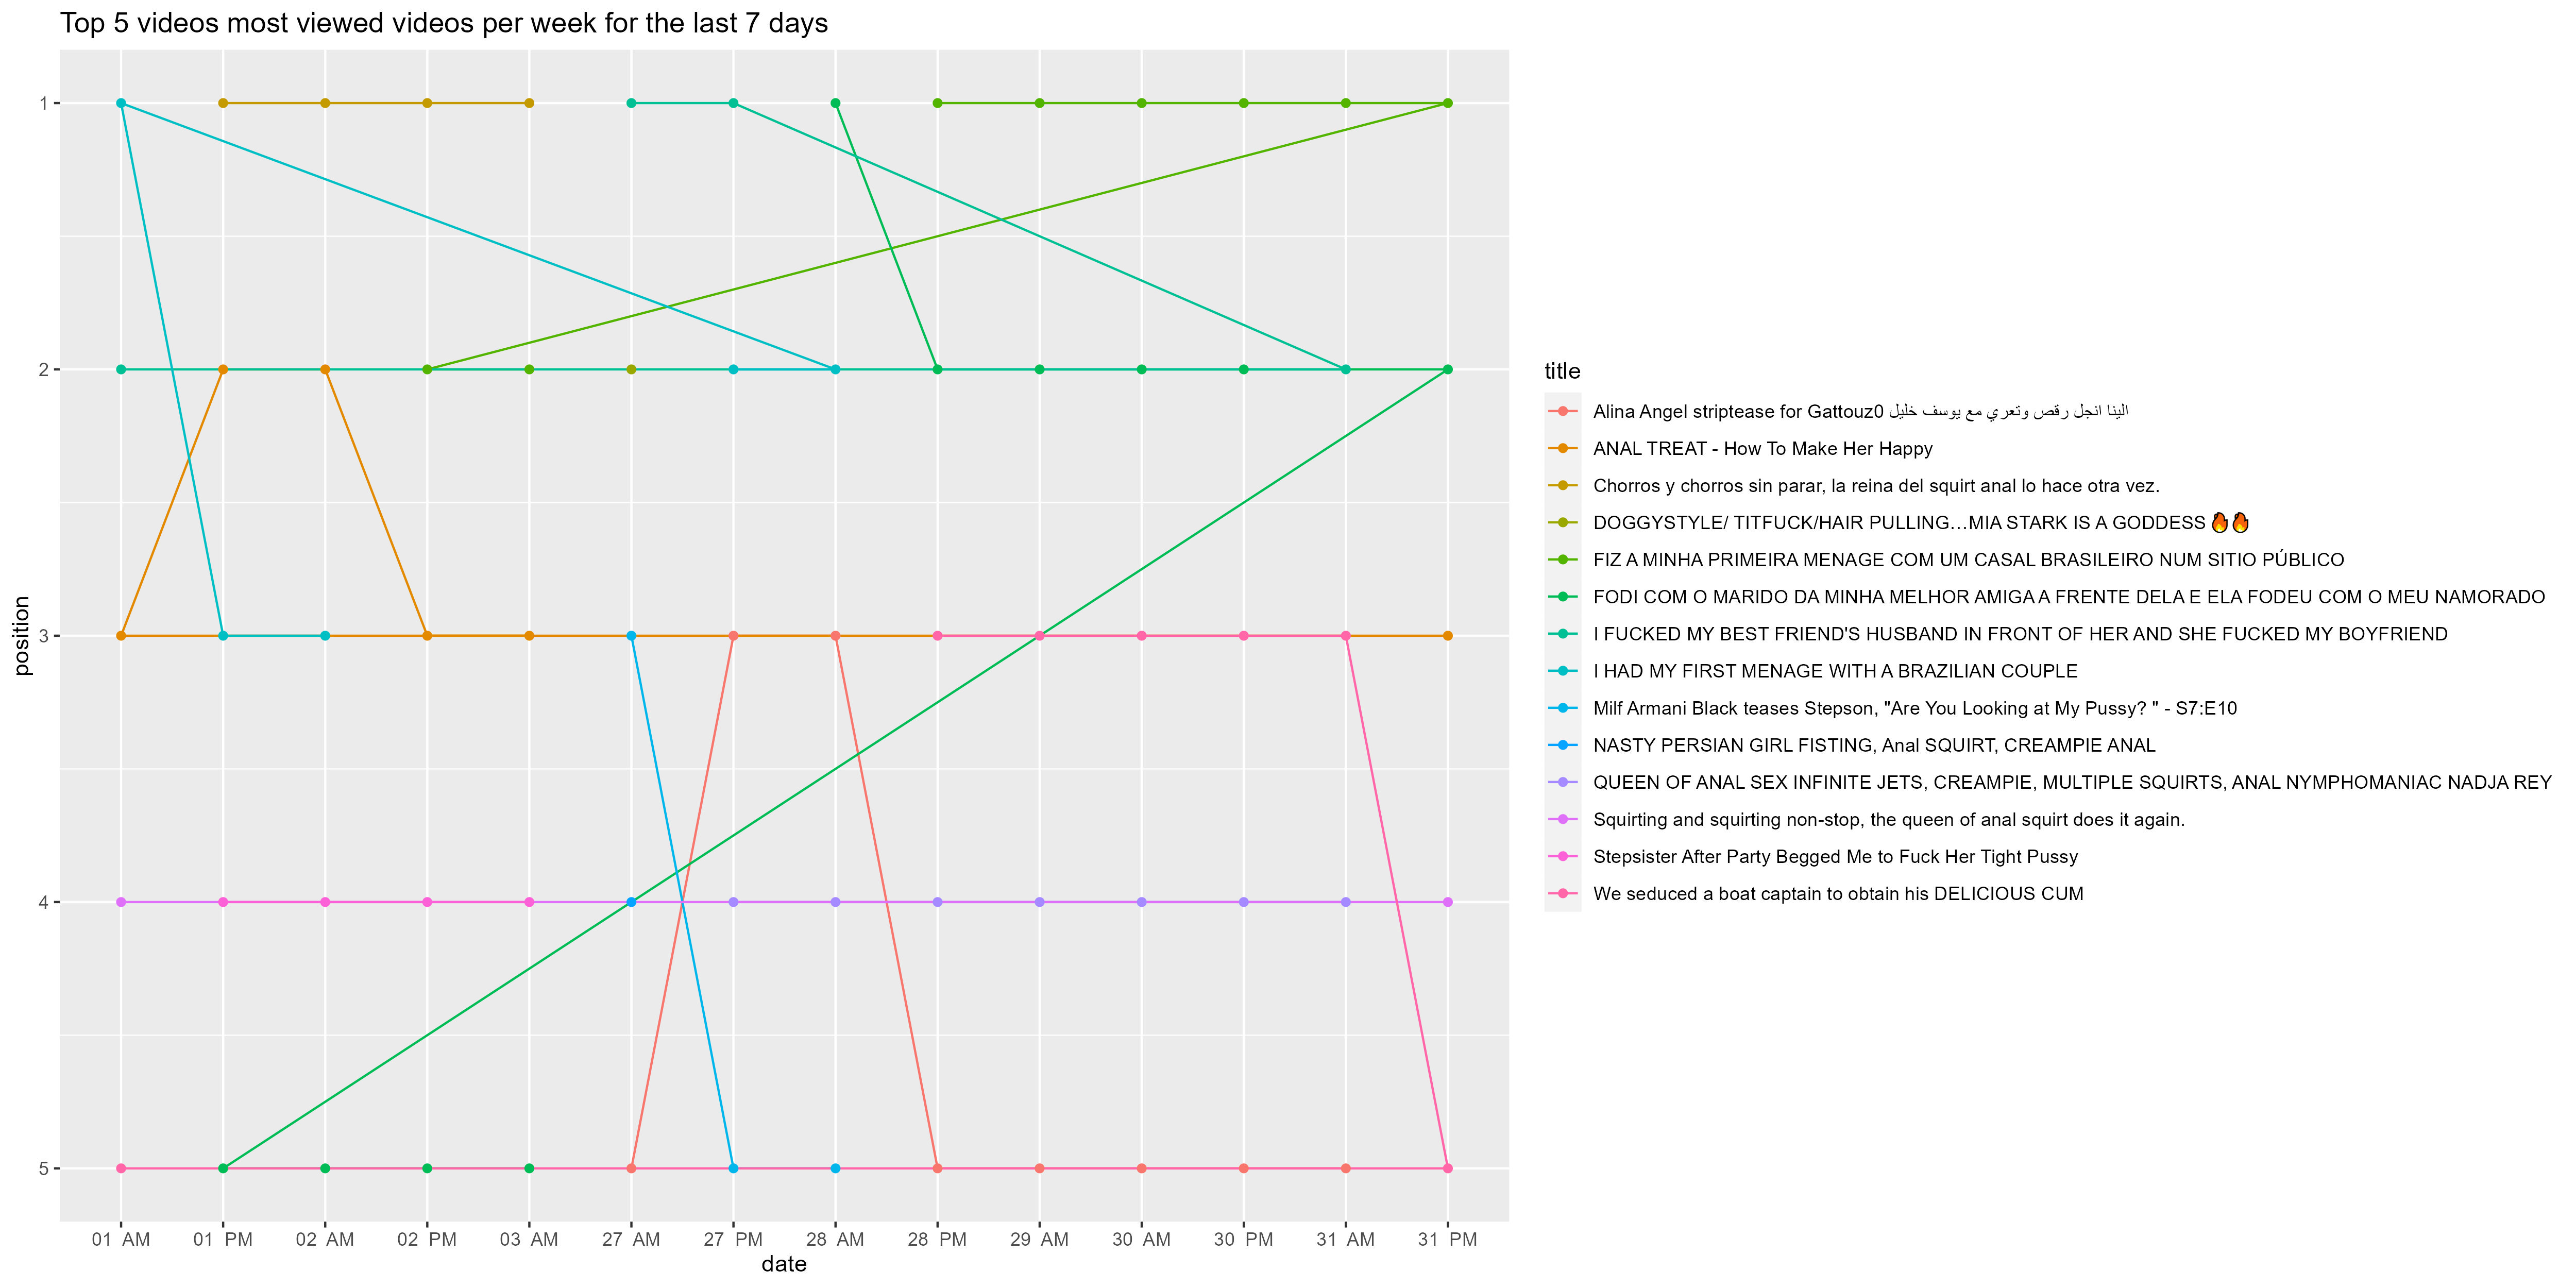 Top 5 videos most viewed videos per week for the last 7 days
1
2
3
4
5
position
01 AM 01 PM 02 AM 02 PM 03 AM 27 AM 27 PM 28 AM 28 PM 29 AM 30 AM 30 PM 31 AM 31 PM
date
title
Alina Angel striptease for Gattouz0 الينا انجل رقص وتعري مع يوسف خليل
ANAL TREAT - How To Make Her Happy
Chorros y chorros sin parar, la reina del squirt anal lo hace otra vez.
DOGGYSTYLE/ TITFUCK/HAIR PULLING…MIA STARK IS A GODDESS 🔥🔥
FIZ A MINHA PRIMEIRA MENAGE COM UM CASAL BRASILEIRO NUM SITIO PÚBLICO
FODI COM O MARIDO DA MINHA MELHOR AMIGA A FRENTE DELA E ELA FODEU COM O MEU NAMORADO
I FUCKED MY BEST FRIEND'S HUSBAND IN FRONT OF HER AND SHE FUCKED MY BOYFRIEND
I HAD MY FIRST MENAGE WITH A BRAZILIAN COUPLE
Milf Armani Black teases Stepson, "Are You Looking at My Pussy? " - S7:E10
NASTY PERSIAN GIRL FISTING, Anal SQUIRT, CREAMPIE ANAL
QUEEN OF ANAL SEX INFINITE JETS, CREAMPIE, MULTIPLE SQUIRTS, ANAL NYMPHOMANIAC NADJA REY
Squirting and squirting non-stop, the queen of anal squirt does it again.
Stepsister After Party Begged Me to Fuck Her Tight Pussy
We seduced a boat captain to obtain his DELICIOUS CUM